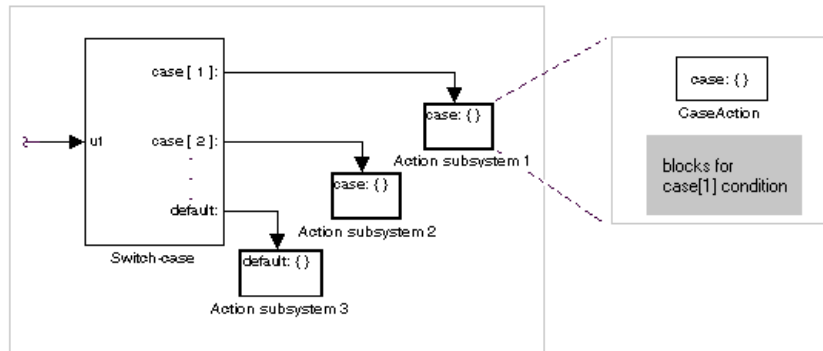 case [ 1 ]:
case: { }
CaseAction
case: { }
u1
case [ 2 ]:
Action subsystem 1
blocks for
case[1] condition
case: { }
default:
Action subsystem 2
Switch-case
default: { }
Action subsystem 3